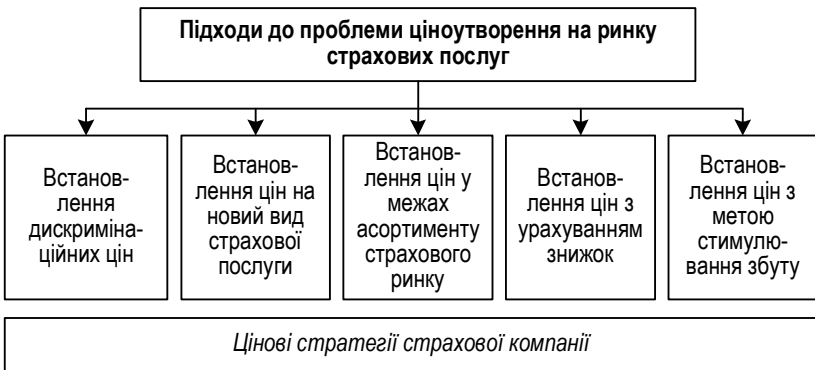 Підходи до проблеми ціноутворення на ринку
страхових послуг
Встанов-
лення
дискриміна-
ційних цін
Встанов-
лення цін на
новий вид
страхової
послуги
Встанов-
лення цін у
межах
асортименту
страхового
ринку
Встанов-
лення цін з
урахуванням
знижок
Встанов-
лення цін з
метою
стимулю-
вання збуту
Цінові стратегії страхової компанії